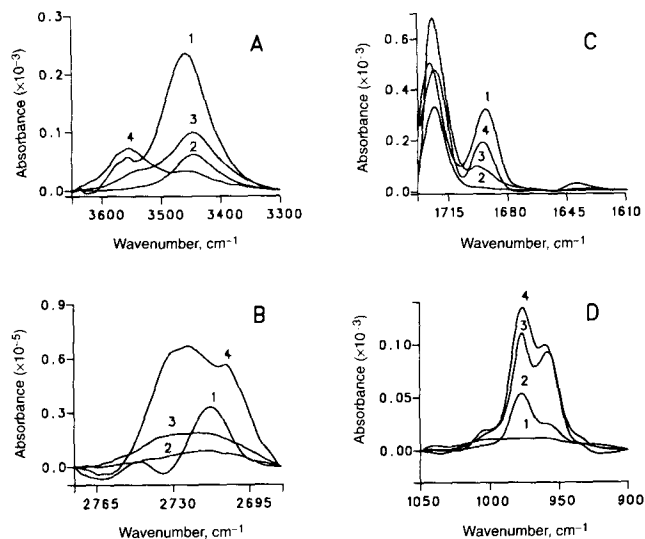 A
Absorbance (×10⁻³)
0.3
0.2
0.1
0.0
1
4
3
2
3600 3500 3400 3300
Wavenumber, cm⁻¹
C
Absorbance (×10⁻³)
0.6
0.4
0.2
0.0
1
4
3
2
1715 1680 1645 1610
Wavenumber, cm⁻¹
B
Absorbance (×10⁻⁵)
0.9
0.6
0.3
0.0
4
1
3
2
2765 2730 2695
Wavenumber, cm⁻¹
D
Absorbance (×10⁻³)
0.10
0.05
0.00
4
3
2
1
1050 1000 950 900
Wavenumber, cm⁻¹